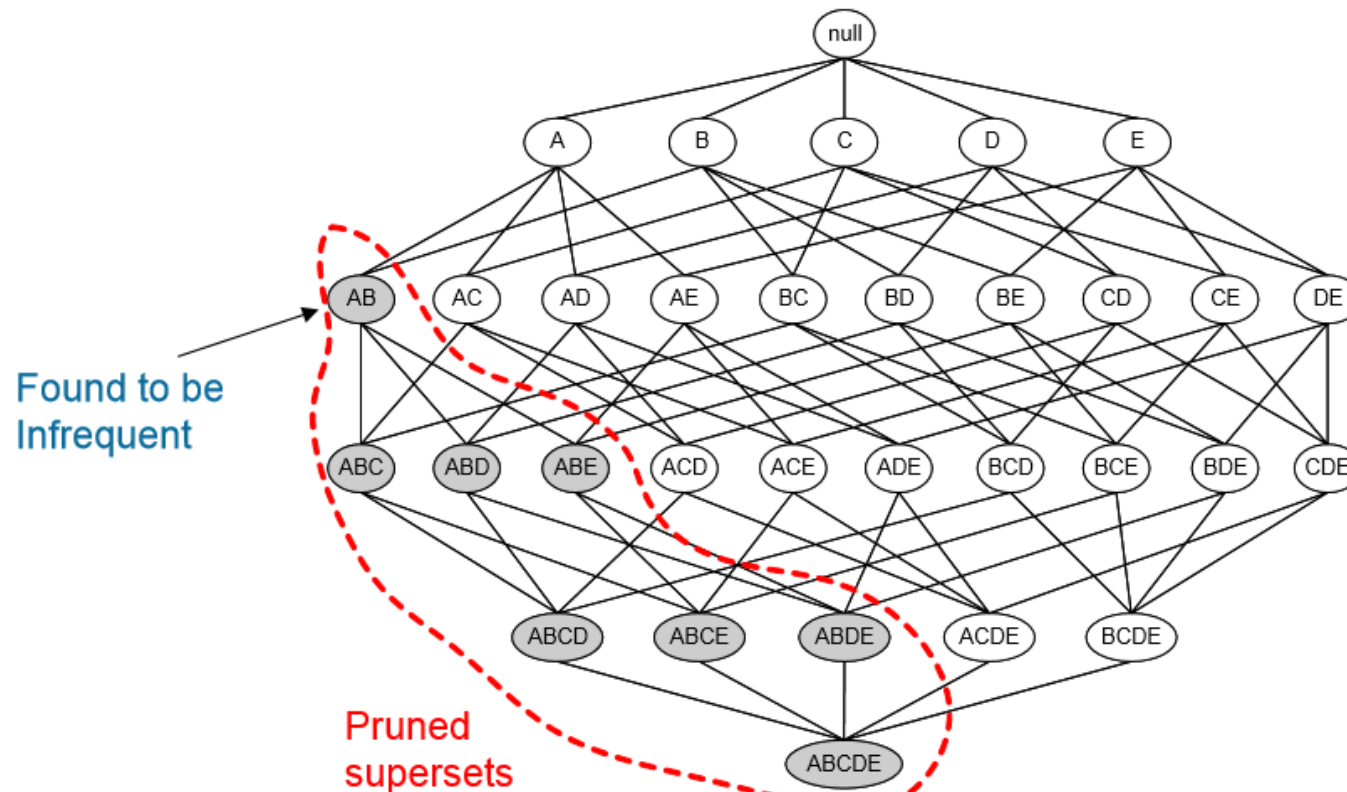 null
A B C D E
AB AC AD AE BC BD BE CD CE DE
Found to be
Infrequent
ABC ABD ABE ACD ACE ADE BCD BCE BDE CDE
ABCD ABCE ABDE ACDE BCDE
Pruned
supersets
ABCDE